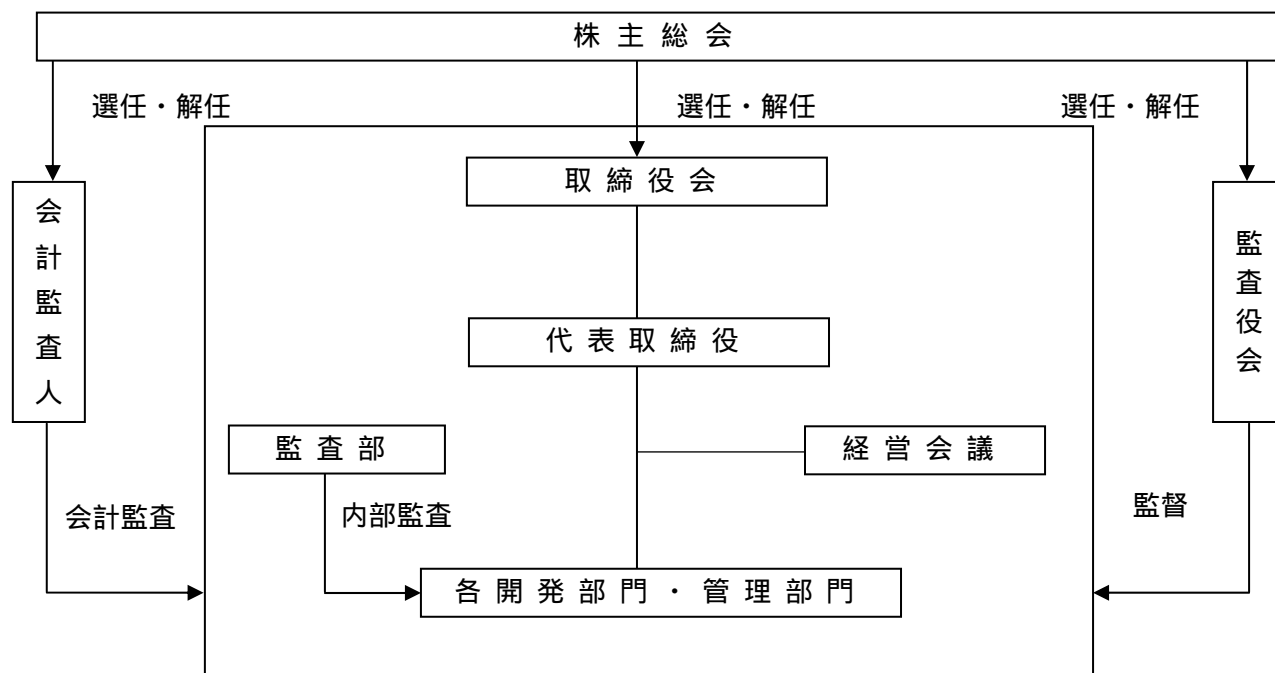 株主総会
選任・解任
選任・解任
選任・解任
取締役会
会計監査人
監査役会
代表取締役
監査部
経営会議
会計監査
内部監査
監督
各開発部門・管理部門